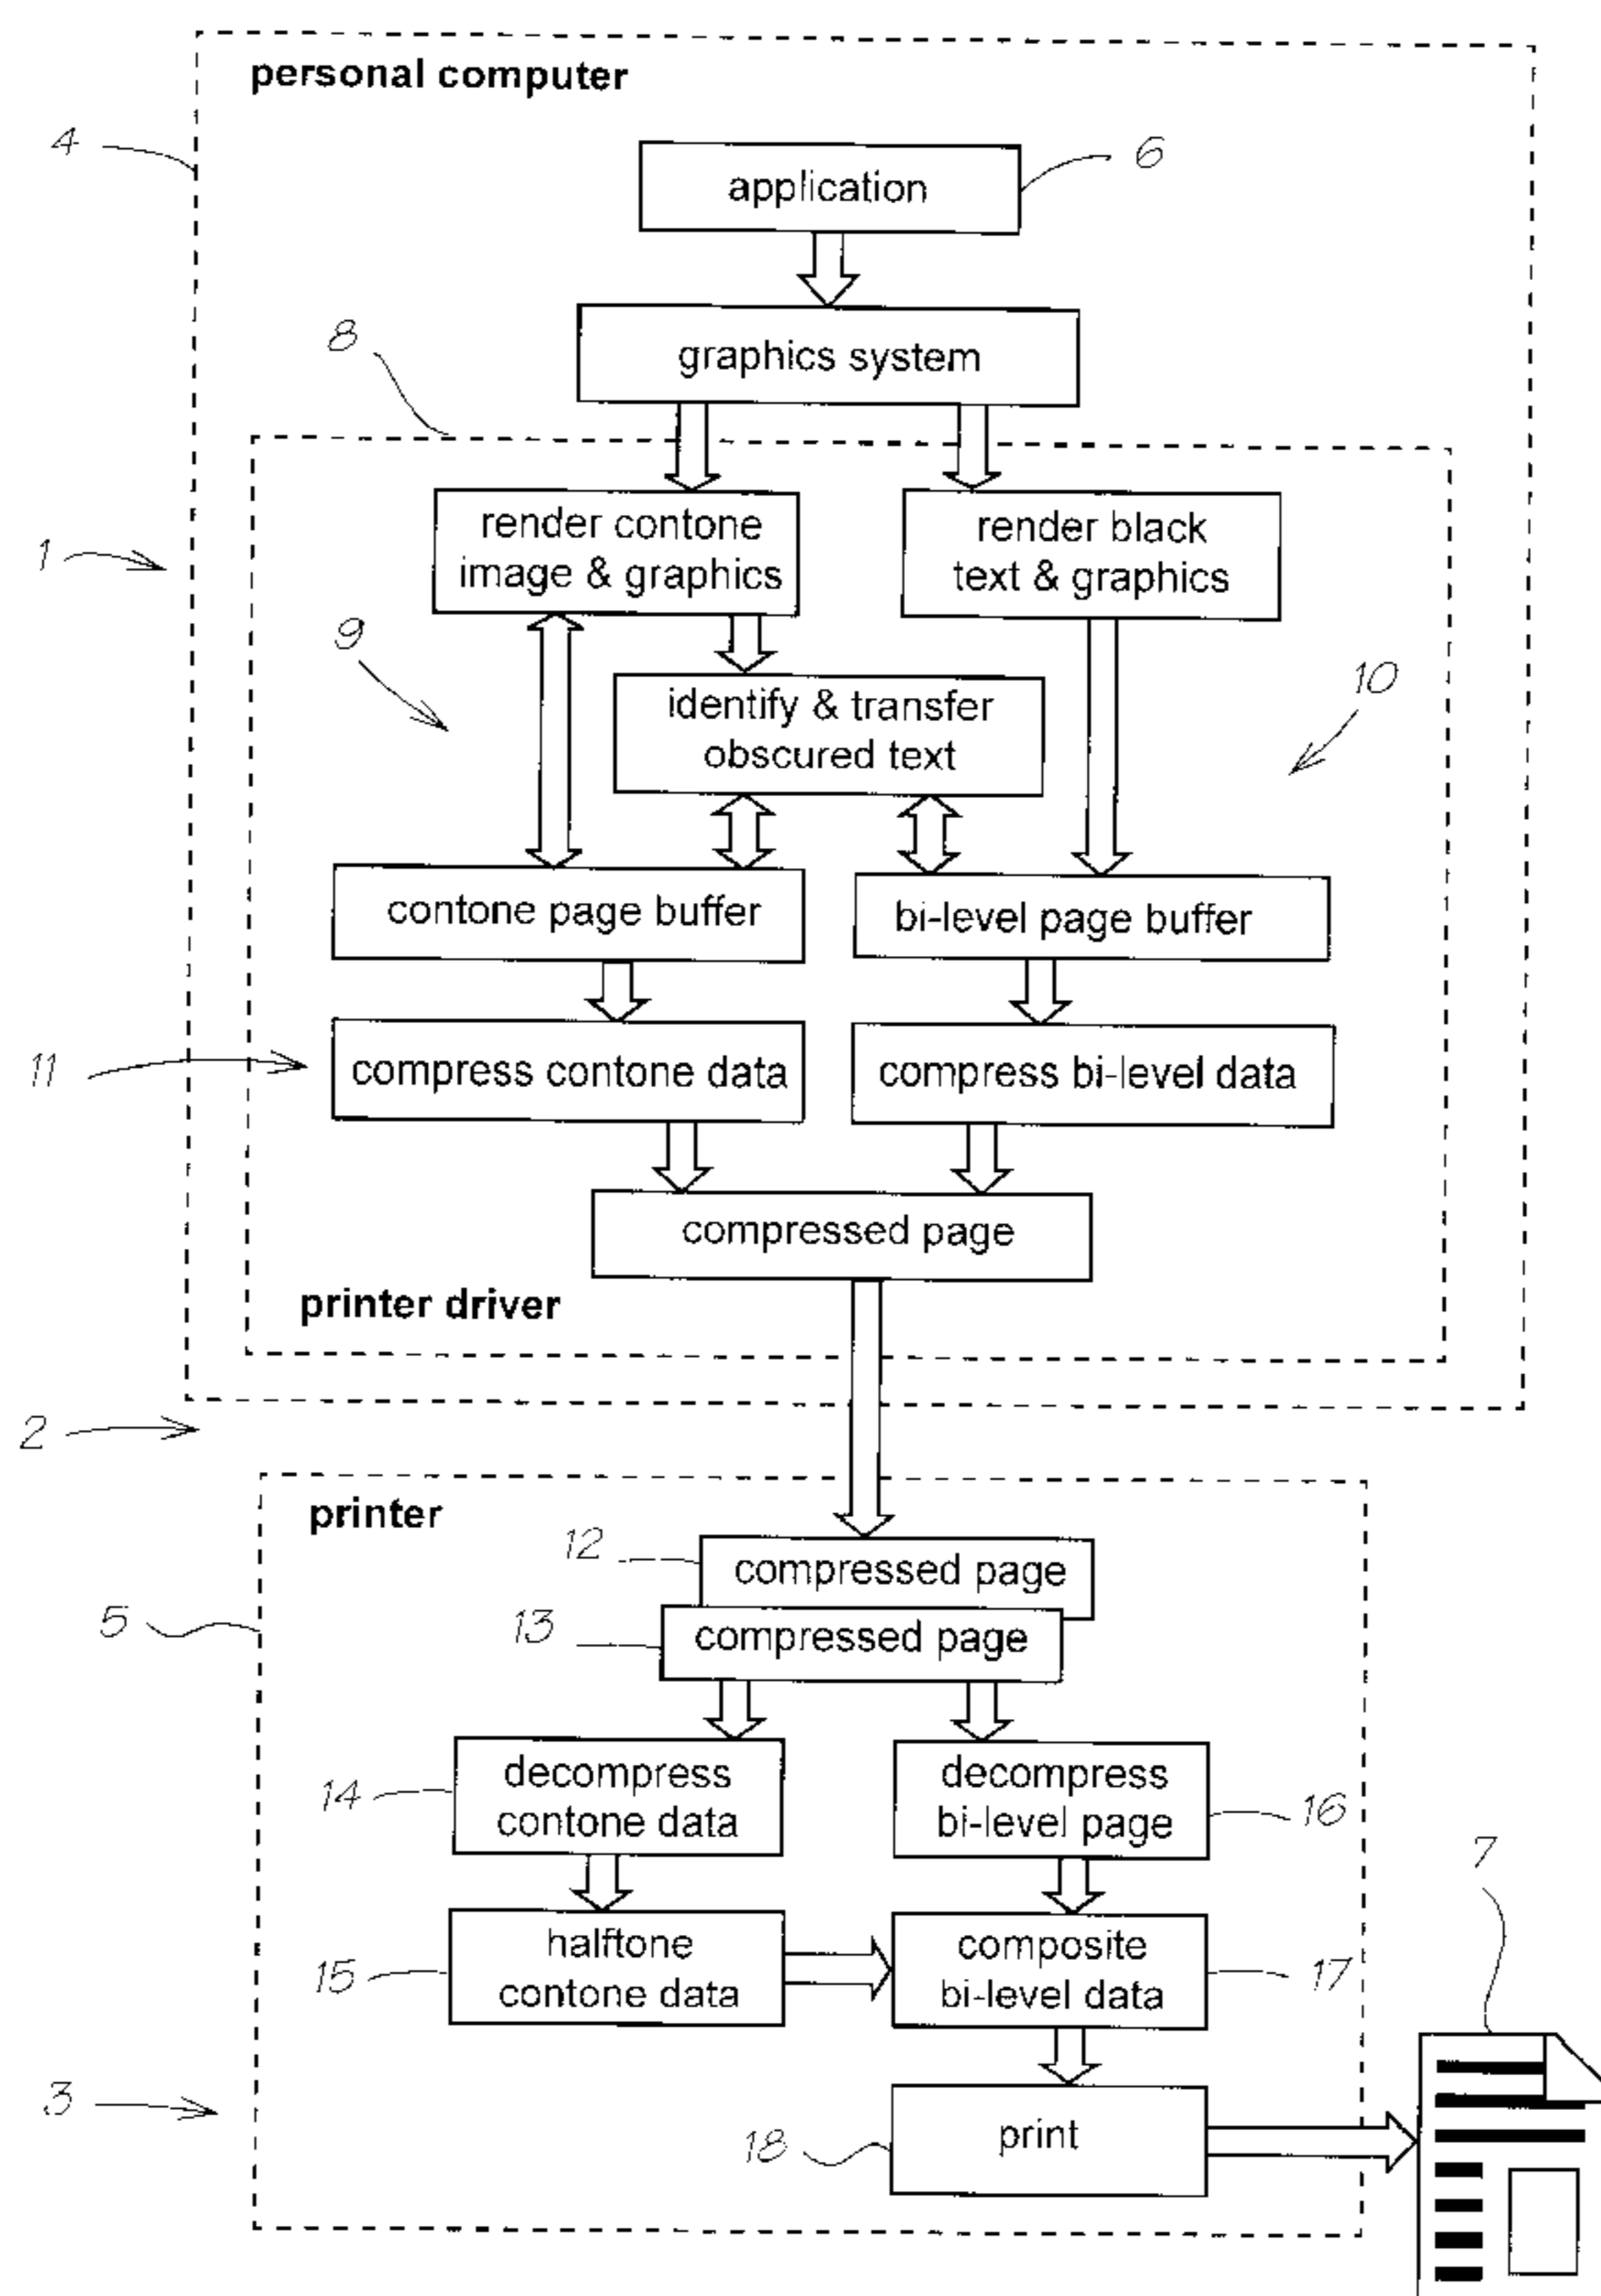 personal computer
4
application
6
graphics system
8
render contone
image & graphics
render black
text & graphics
1
9
identify & transfer
obscured text
10
contone page buffer
bi-level page buffer
11
compress contone data
compress bi-level data
compressed page
printer driver
2
printer
12
compressed page
5
13
compressed page
14
decompress
contone data
decompress
bi-level page
16
7
15
halftone
contone data
composite
bi-level data
17
3
18
print